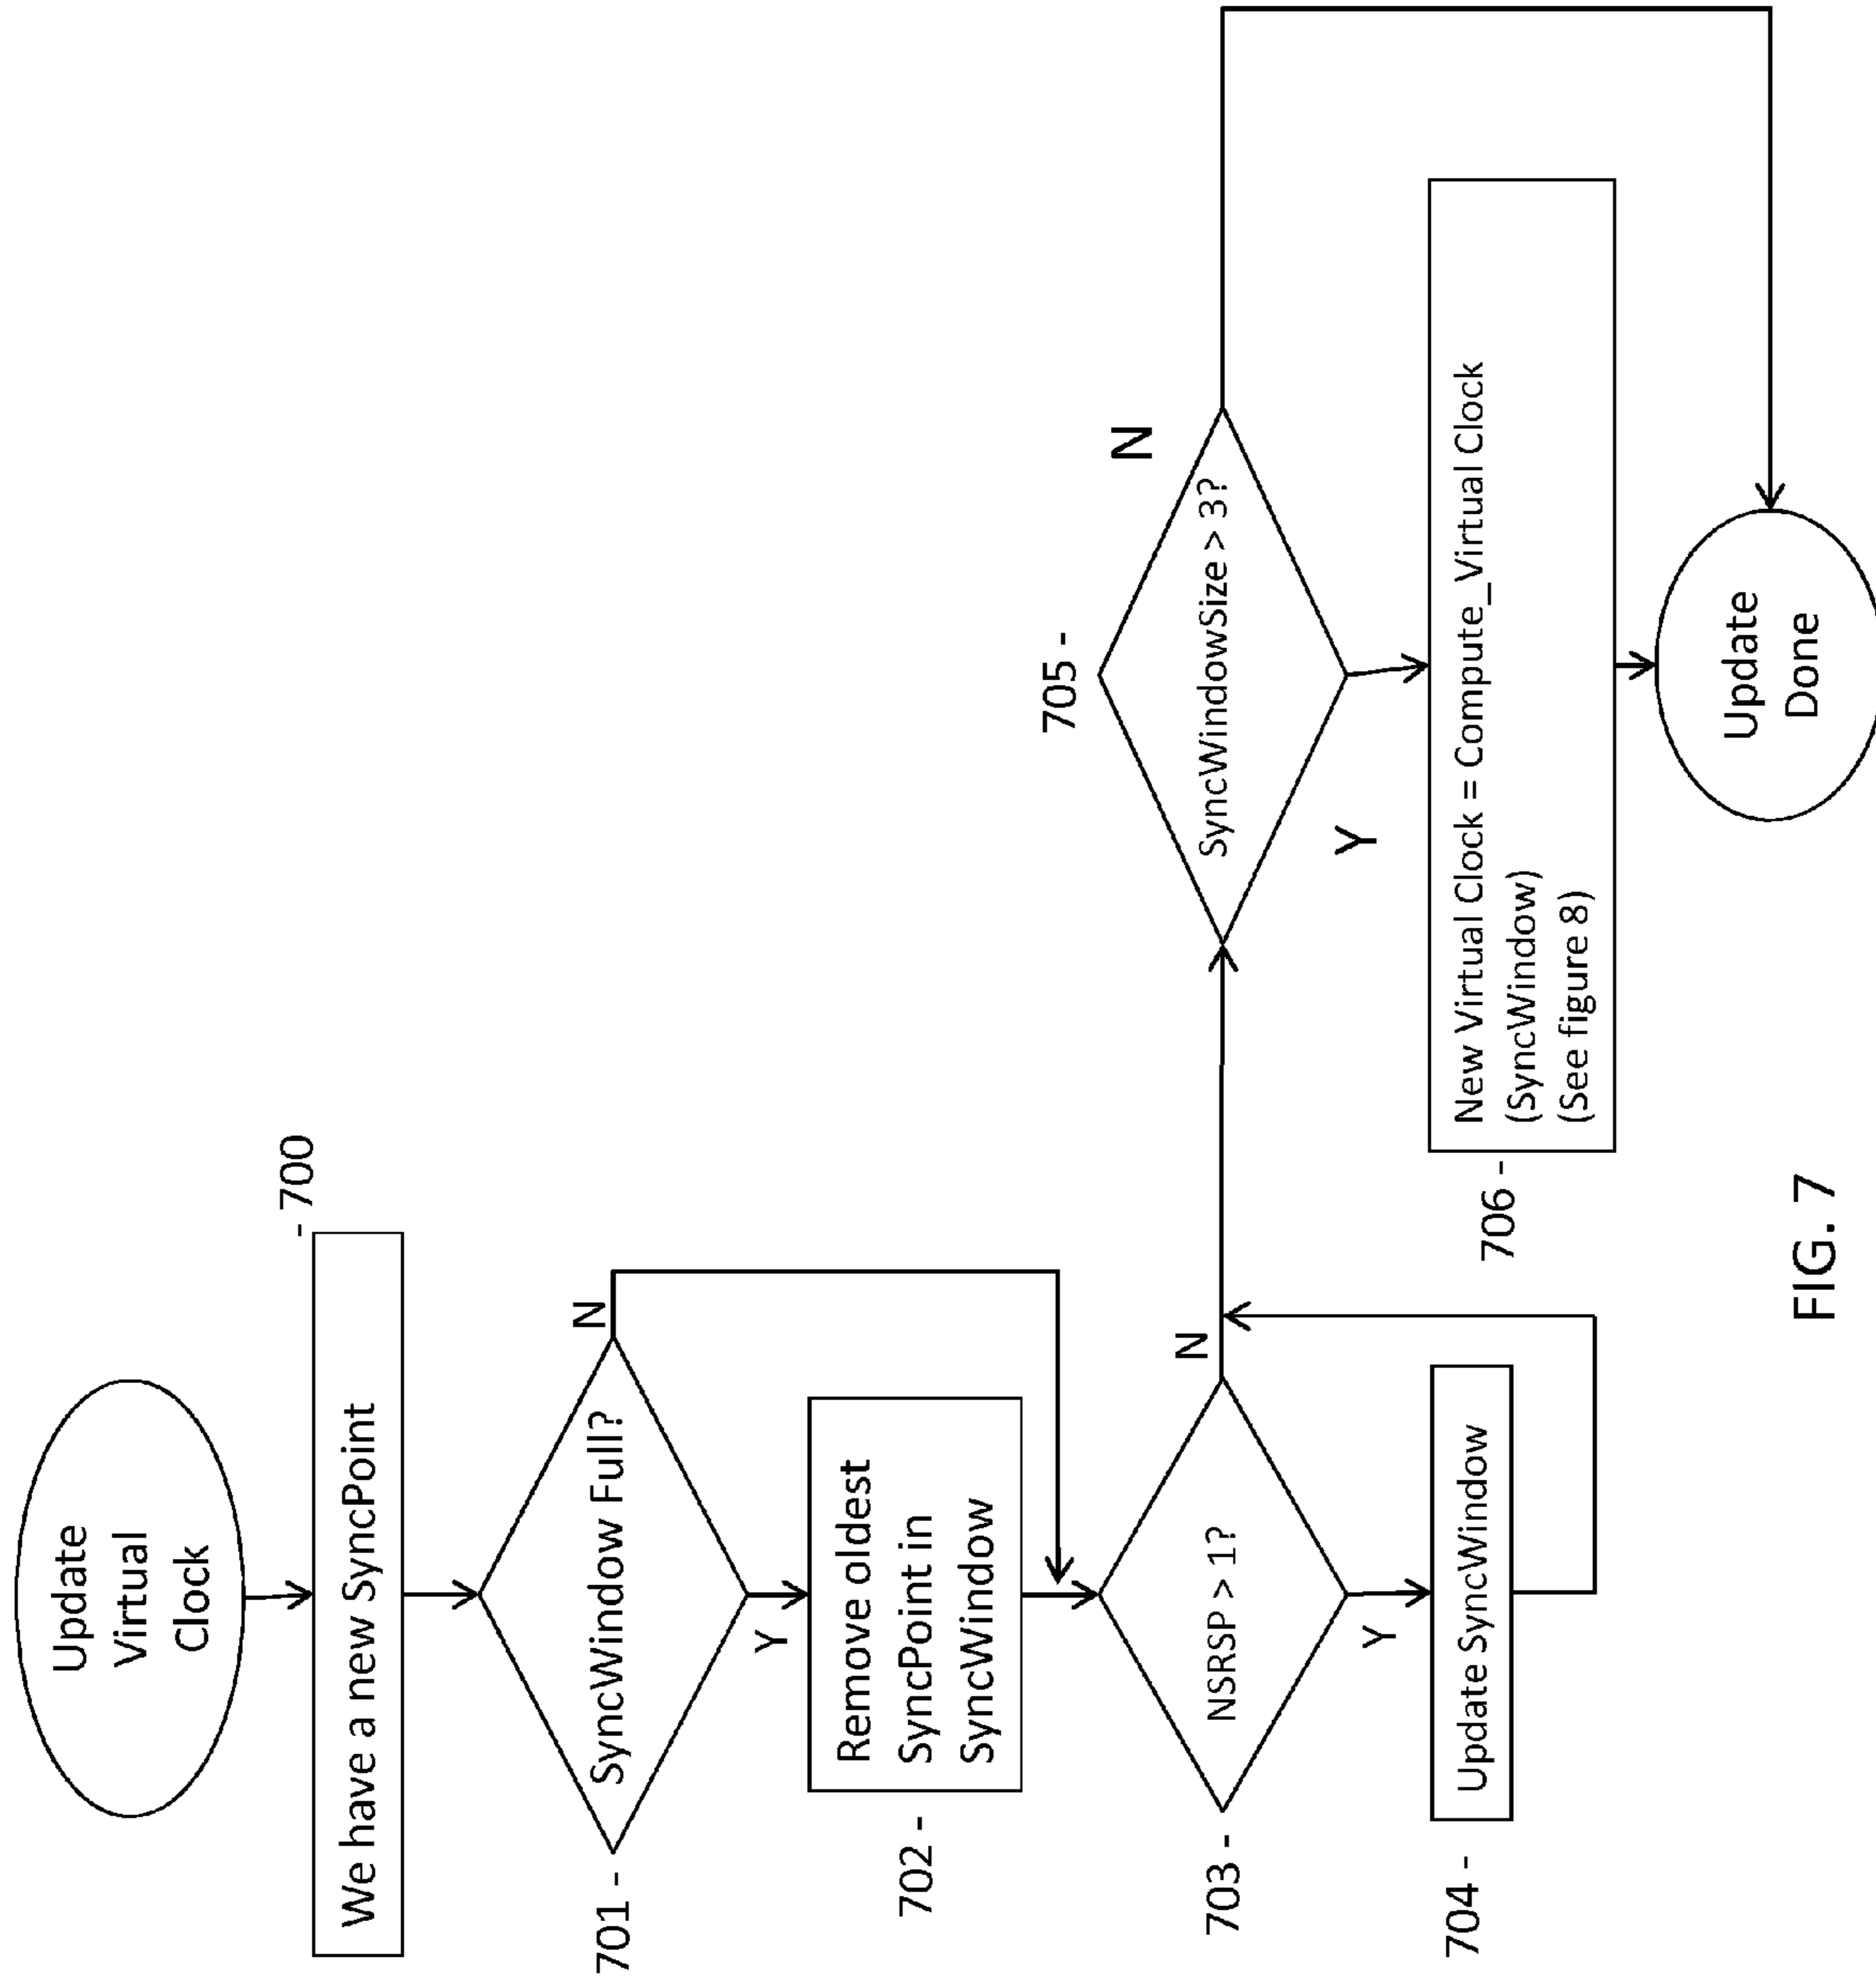 Update
Virtual
Clock
- 700
We have a new SyncPoint
701 -
SyncWindow Full?
N
Y
702 -
Remove oldest
SyncPoint in
SyncWindow
703 -
NSRSP > 1?
N
Y
704 -
Update SyncWindow
705 -
SyncWindowSize > 3?
N
Y
706 -
New Virtual Clock = Compute_Virtual Clock
(SyncWindow)
(See figure 8)
Update
Done
FIG. 7